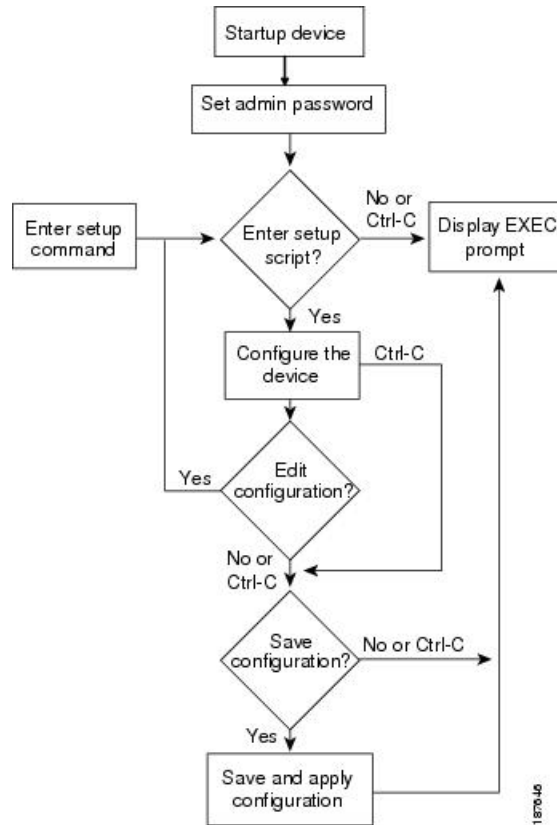 Startup device
Set admin password
No or
Ctrl-C
Enter setup
command
Enter setup
script?
Display EXEC
prompt
Yes
Configure the
device
Ctrl-C
Yes
Edit
configuration?
No or
Ctrl-C
Save
configuration?
No or Ctrl-C
Yes
Save and apply
configuration
187646